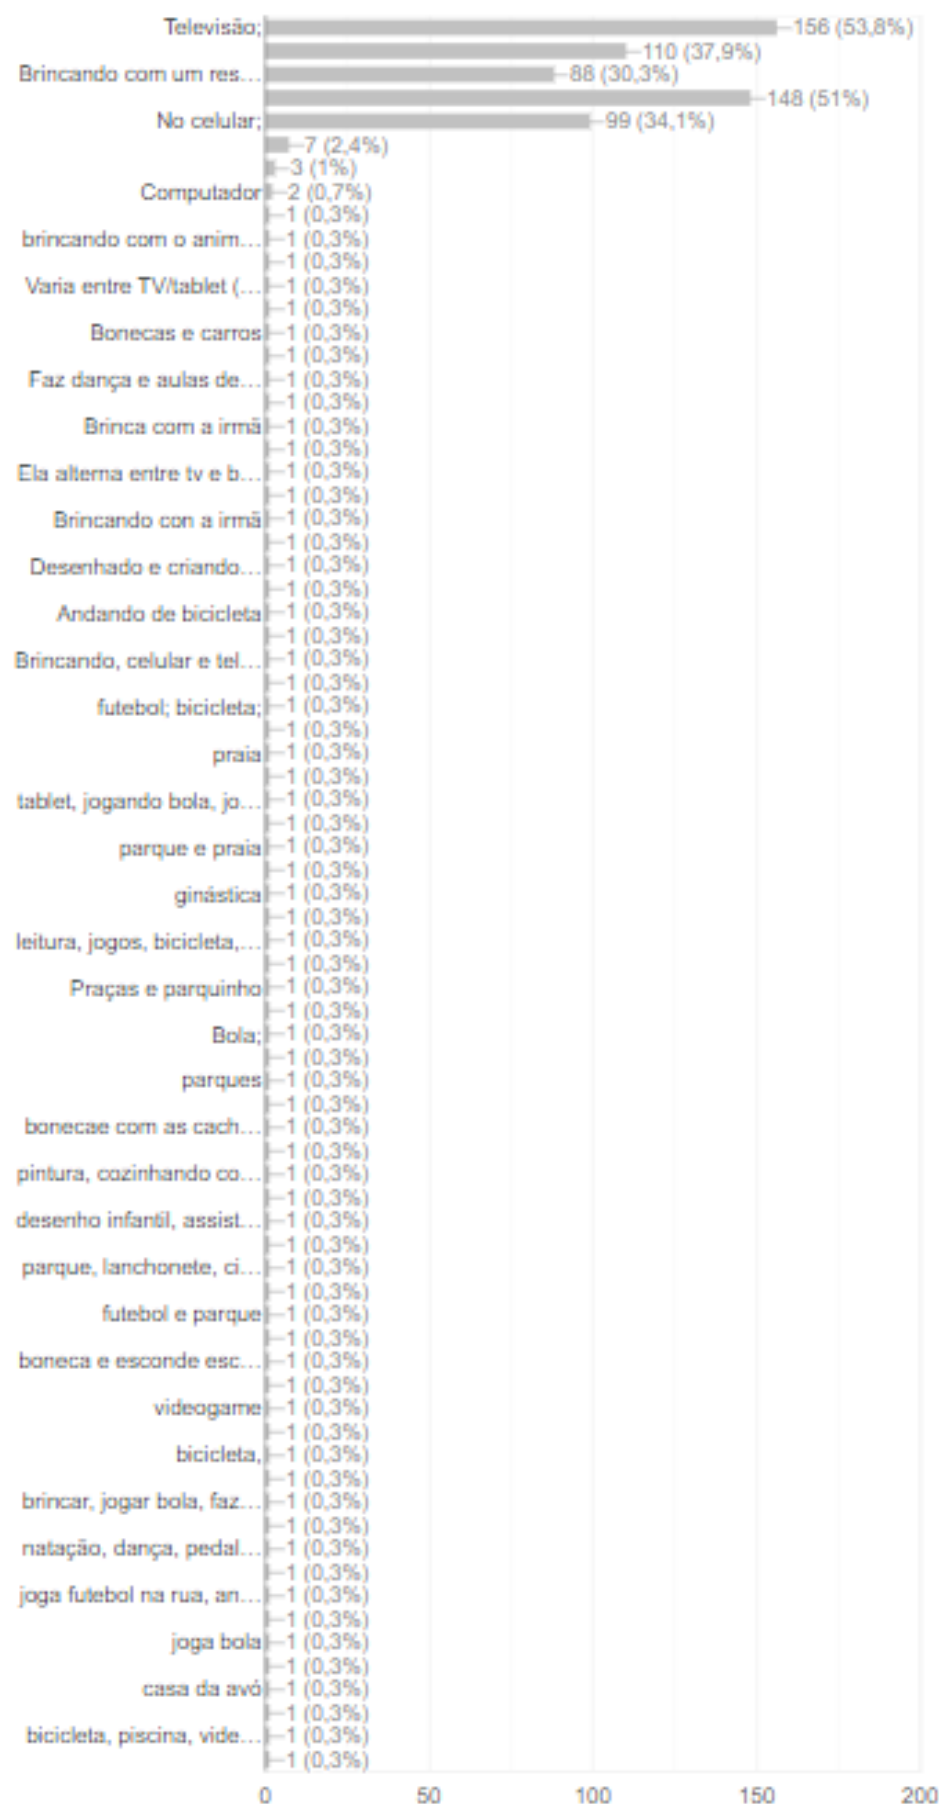 Televisão; 156 (53,8%)
110 (37,9%)
Brincando com um res... 88 (30,3%)
148 (51%)
No celular; 99 (34,1%)
7 (2,4%)
3 (1%)
Computador 2 (0,7%)
1 (0,3%)
brincando com o anim... 1 (0,3%)
1 (0,3%)
Varia entre TV/tablet (... 1 (0,3%)
1 (0,3%)
Bonecas e carros 1 (0,3%)
1 (0,3%)
Faz dança e aulas de... 1 (0,3%)
1 (0,3%)
Brinca com a irmã 1 (0,3%)
1 (0,3%)
Ela alterna entre tv e b... 1 (0,3%)
1 (0,3%)
Brincando con a irmã 1 (0,3%)
1 (0,3%)
Desenhado e criando... 1 (0,3%)
1 (0,3%)
Andando de bicicleta 1 (0,3%)
1 (0,3%)
Brincando, celular e tel... 1 (0,3%)
1 (0,3%)
futebol; bicicleta; 1 (0,3%)
1 (0,3%)
praia 1 (0,3%)
1 (0,3%)
tablet, jogando bola, jo... 1 (0,3%)
1 (0,3%)
parque e praia 1 (0,3%)
1 (0,3%)
ginástica 1 (0,3%)
1 (0,3%)
leitura, jogos, bicicleta,... 1 (0,3%)
1 (0,3%)
Praças e parquinho 1 (0,3%)
1 (0,3%)
Bola; 1 (0,3%)
1 (0,3%)
parques 1 (0,3%)
1 (0,3%)
bonecae com as cach... 1 (0,3%)
1 (0,3%)
pintura, cozinhando co... 1 (0,3%)
1 (0,3%)
desenho infantil, assist... 1 (0,3%)
1 (0,3%)
parque, lanchonete, ci... 1 (0,3%)
1 (0,3%)
futebol e parque 1 (0,3%)
1 (0,3%)
boneca e esconde esc... 1 (0,3%)
1 (0,3%)
videogame 1 (0,3%)
1 (0,3%)
bicicleta, 1 (0,3%)
1 (0,3%)
brincar, jogar bola, faz... 1 (0,3%)
1 (0,3%)
natação, dança, pedal... 1 (0,3%)
1 (0,3%)
joga futebol na rua, an... 1 (0,3%)
1 (0,3%)
joga bola 1 (0,3%)
1 (0,3%)
casa da avó 1 (0,3%)
1 (0,3%)
bicicleta, piscina, vide... 1 (0,3%)
1 (0,3%)
0 50 100 150 200